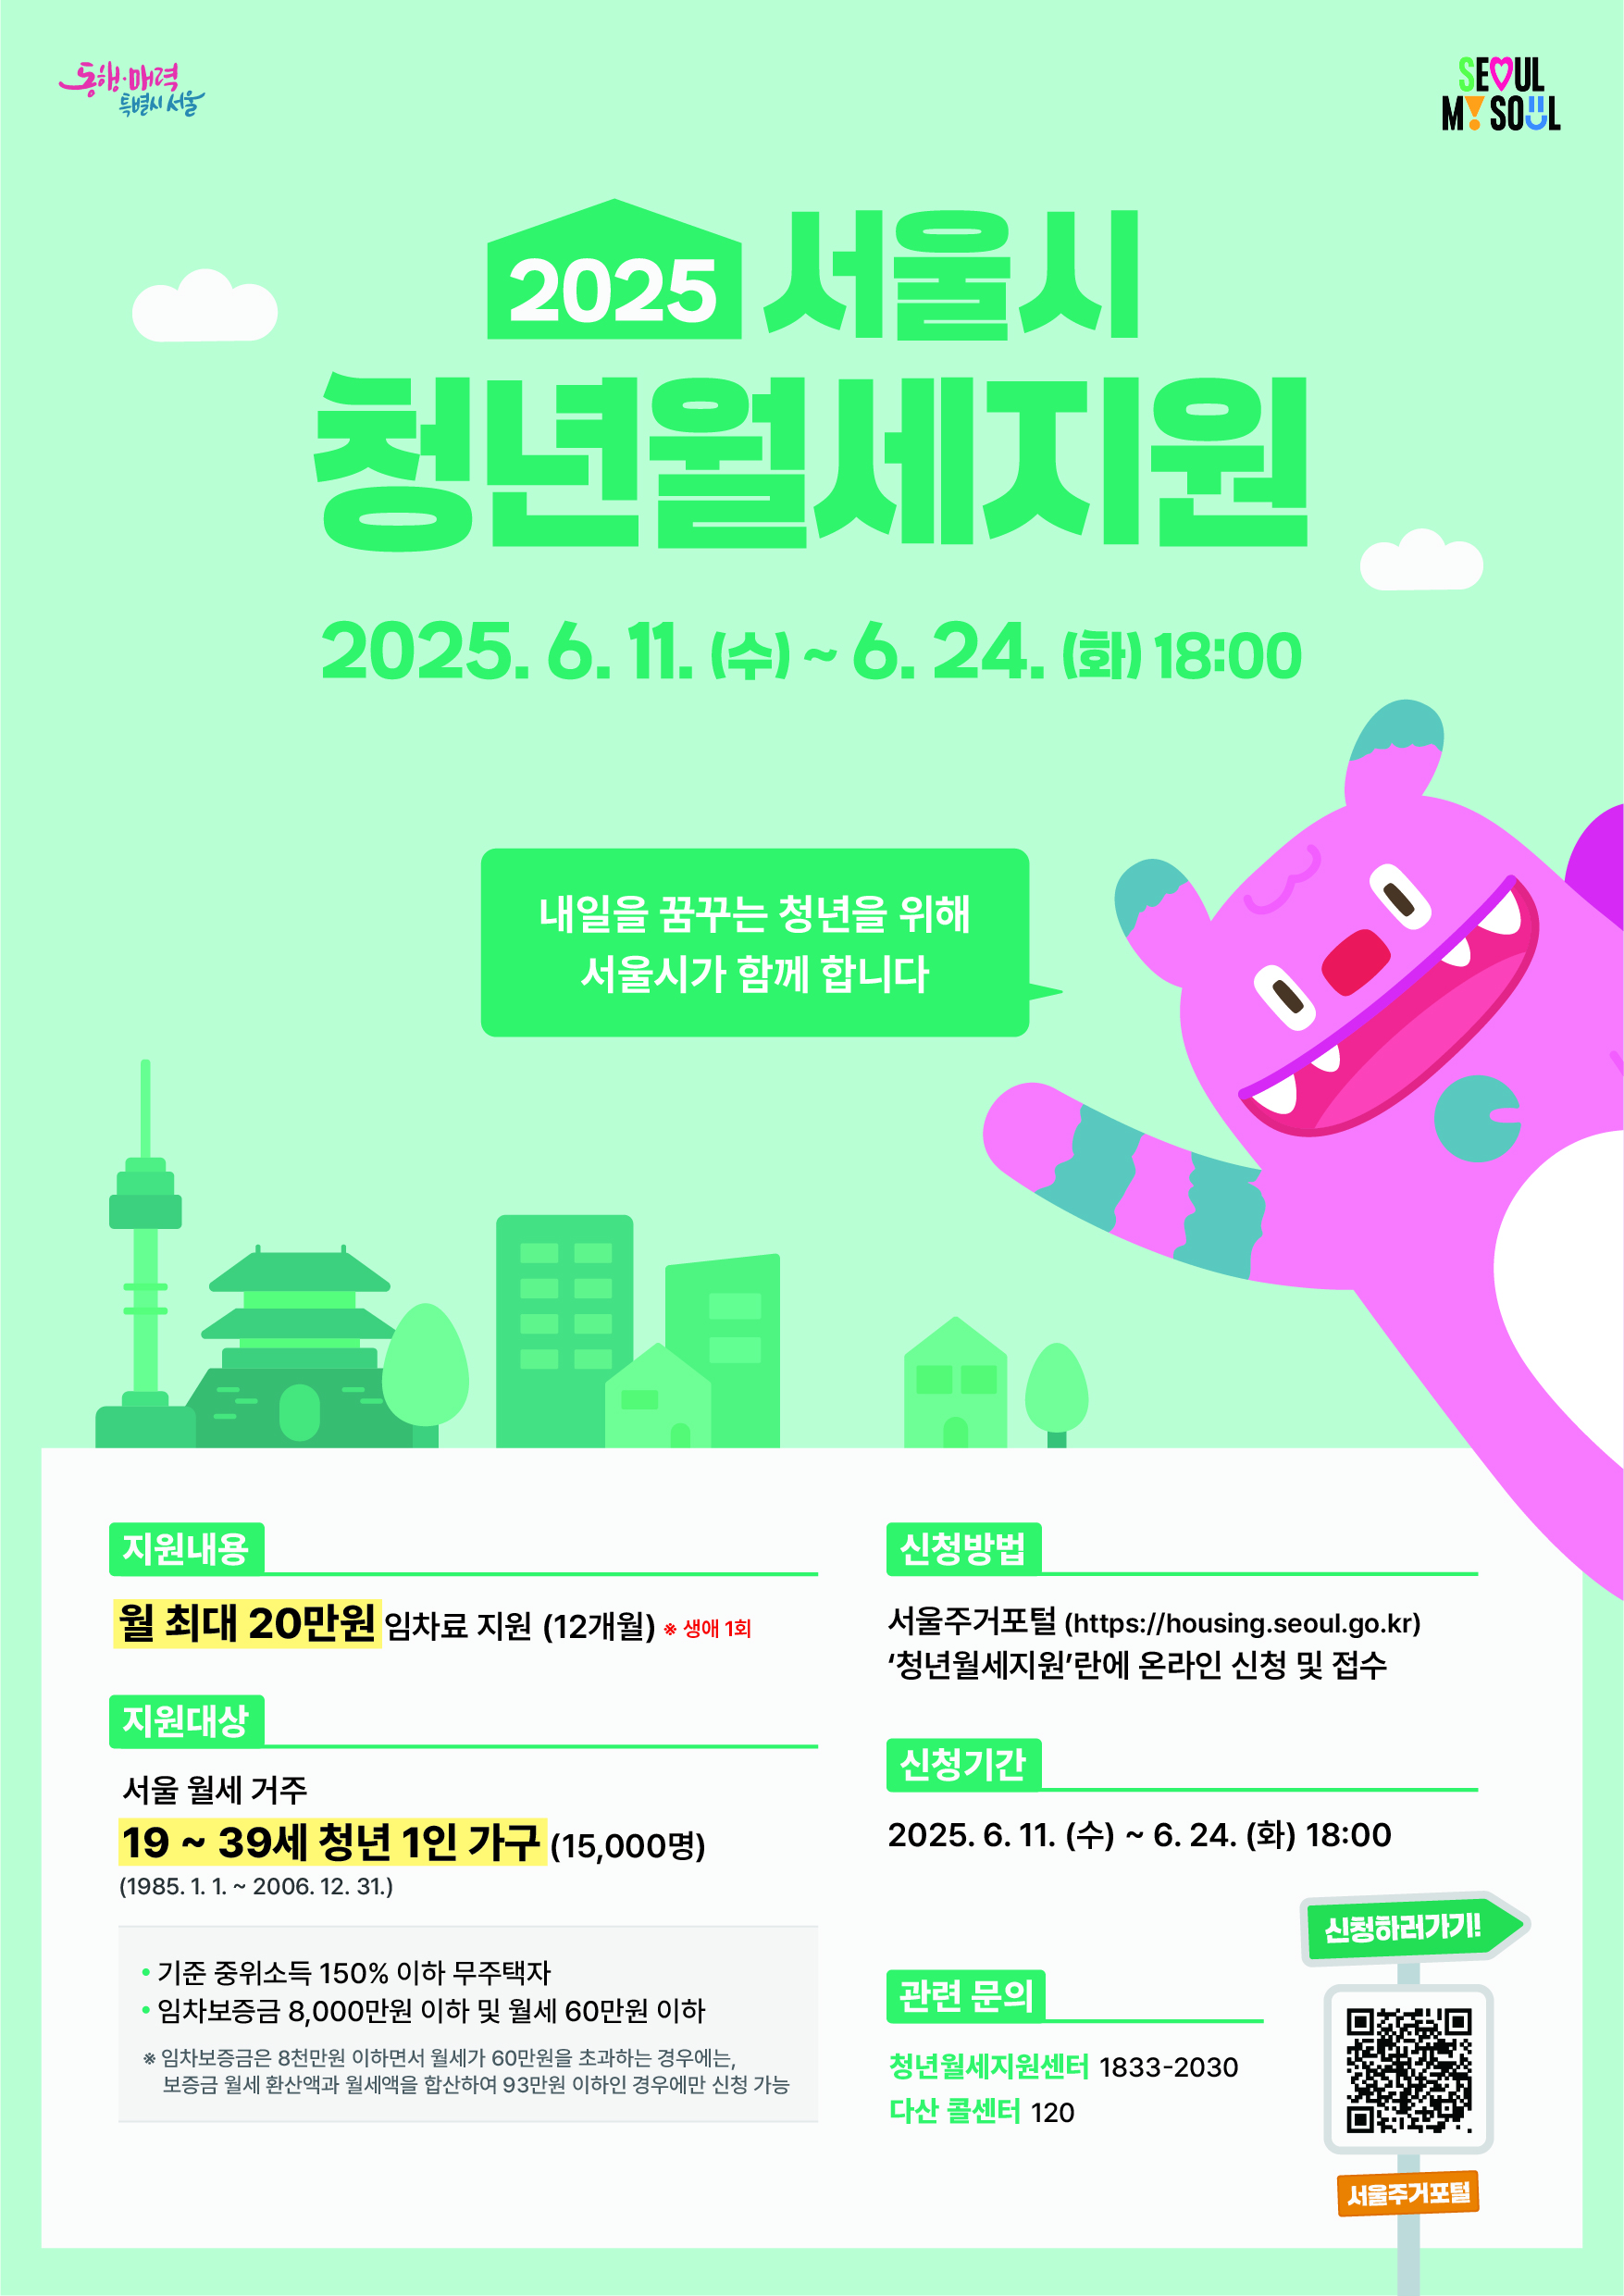 동행·매력
특별시 서울
SEOUL
MY SOUL
2025 서울시
청년월세지원
2025. 6. 11. (수) ~ 6. 24. (화) 18:00
내일을 꿈꾸는 청년을 위해
서울시가 함께 합니다
지원내용
월 최대 20만원 임차료 지원 (12개월) ※ 생애 1회
지원대상
서울 월세 거주
19 ~ 39세 청년 1인 가구 (15,000명)
(1985. 1. 1. ~ 2006. 12. 31.)
• 기준 중위소득 150% 이하 무주택자
• 임차보증금 8,000만원 이하 및 월세 60만원 이하
※ 임차보증금은 8천만원 이하면서 월세가 60만원을 초과하는 경우에는,
보증금 월세 환산액과 월세액을 합산하여 93만원 이하인 경우에만 신청 가능
신청방법
서울주거포털 (https://housing.seoul.go.kr)
‘청년월세지원’란에 온라인 신청 및 접수
신청기간
2025. 6. 11. (수) ~ 6. 24. (화) 18:00
관련 문의
청년월세지원센터 1833-2030
다산 콜센터 120
신청하러가기!
서울주거포털